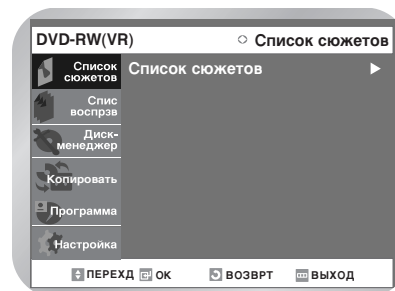 DVD-RW(VR) Список сюжетов
Список
сюжетов
Список сюжетов
Спис
воспрзв
Диск-
менеджер
Копировать
Программа
Настройка
ПЕРЕХД ОК ВОЗВРТ ВЫХОД